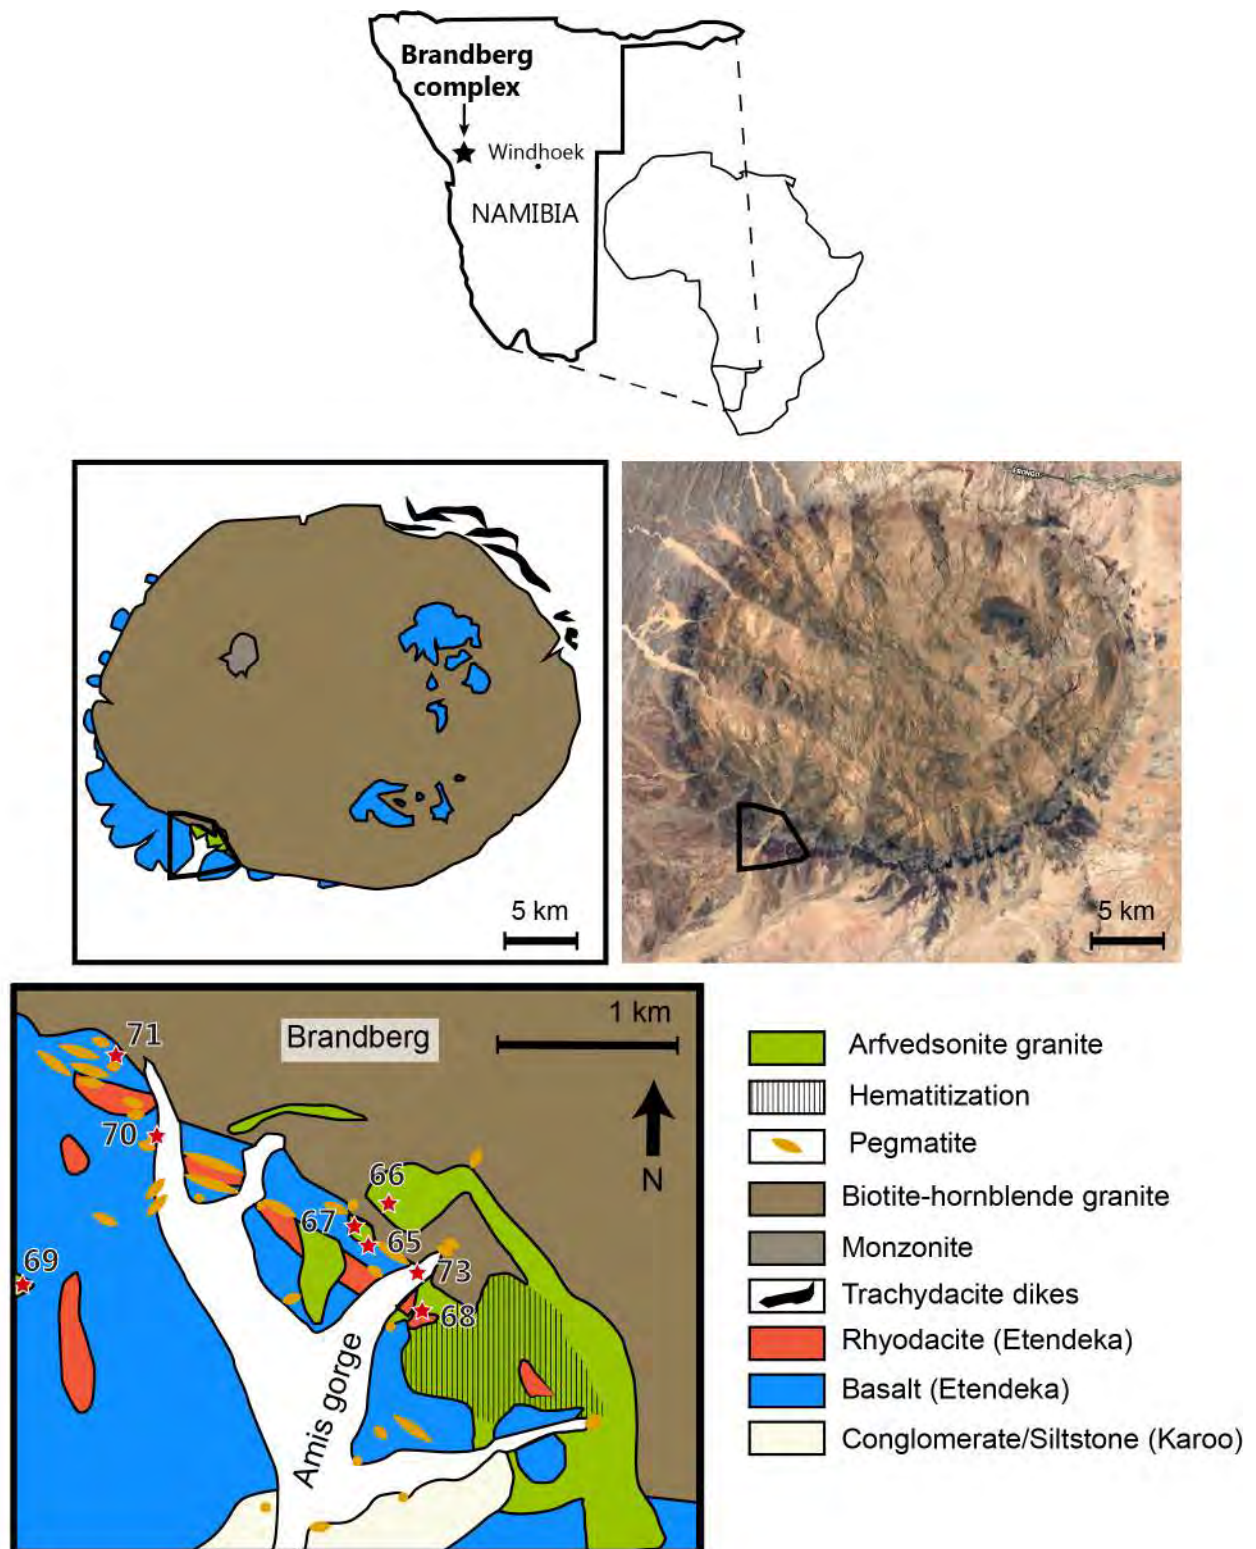 Brandberg
complex
Windhoek
NAMIBIA
5 km
5 km
Brandberg
1 km
N
71
70
69
66
67
65
73
68
Amis gorge
Arfvedsonite granite
Hematitization
Pegmatite
Biotite-hornblende granite
Monzonite
Trachydacite dikes
Rhyodacite (Etendeka)
Basalt (Etendeka)
Conglomerate/Siltstone (Karoo)